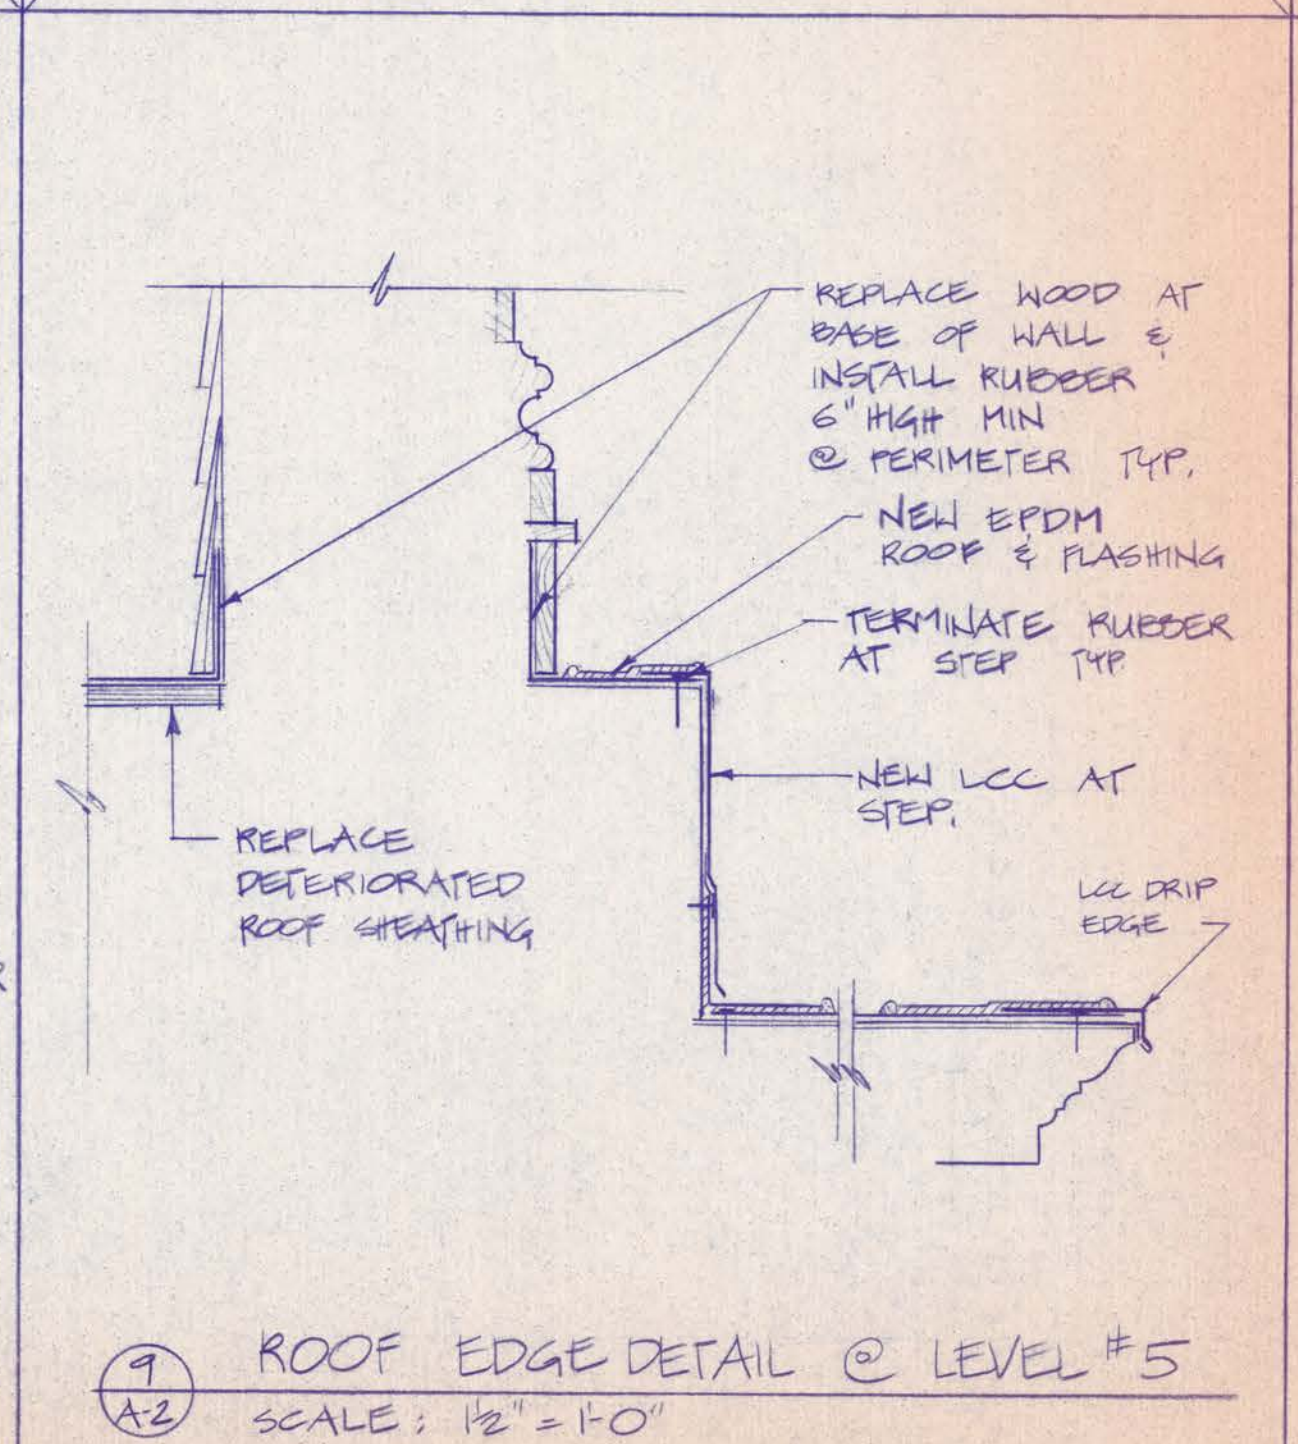 REPLACE WOOD AT
BASE OF WALL &
INSTALL RUBBER
6" HIGH MIN
@ PERIMETER TYP.
NEW EPDM
ROOF & FLASHING
TERMINATE RUBBER
AT STEP TYP.
NEW LCC AT
STEP.
REPLACE
DETERIORATED
ROOF SHEATHING
LCC DRIP
EDGE
R
9
A-2
ROOF EDGE DETAIL @ LEVEL #5
SCALE: 1½" = 1'-0"